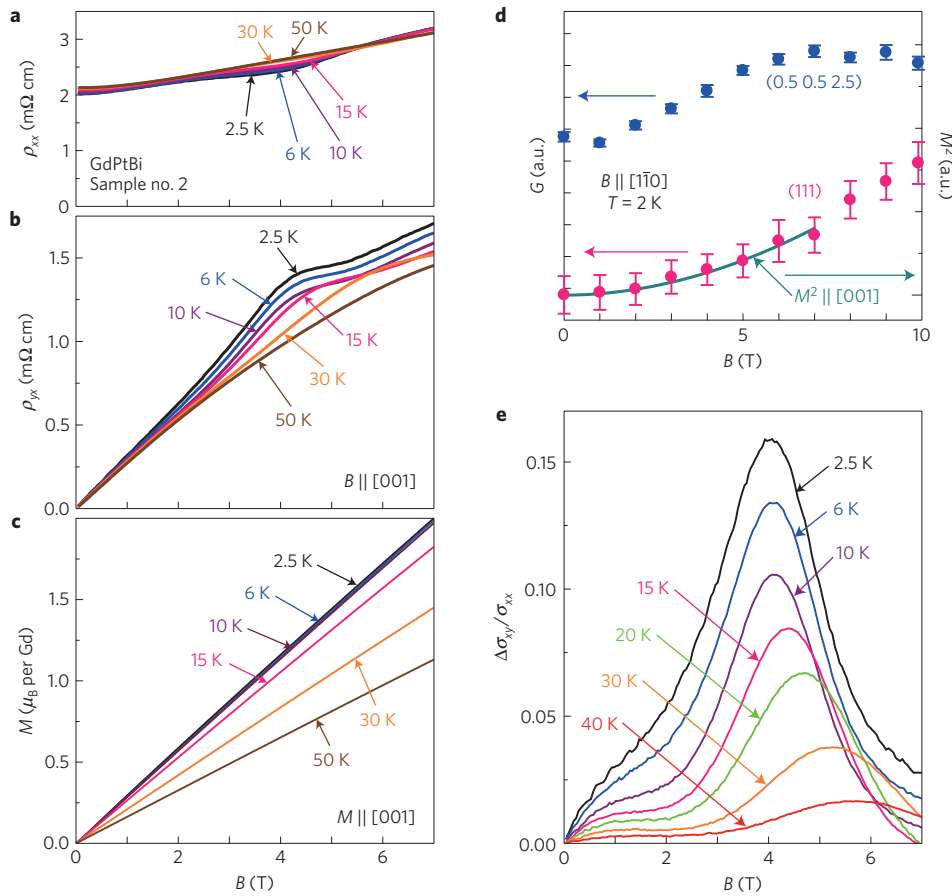 a
3
2
1
0
ρxx (mΩ cm)
30 K
50 K
15 K
2.5 K
6 K
10 K
GdPtBi
Sample no. 2
b
1.5
1.0
0.5
0.0
ρyx (mΩ cm)
2.5 K
6 K
10 K
15 K
30 K
50 K
B || [001]
c
1.5
1.0
0.5
0.0
M (μB per Gd)
2.5 K
6 K
10 K
15 K
30 K
50 K
M || [001]
0 2 4 6
B (T)
d
G (a.u.)
M² (a.u.)
(0.5 0.5 2.5)
B || [11̅0]
T = 2 K
(111)
M² || [001]
0 5 10
B (T)
e
0.15
0.10
0.05
0.00
Δσxy/σxx
2.5 K
6 K
10 K
15 K
20 K
30 K
40 K
0 2 4 6
B (T)